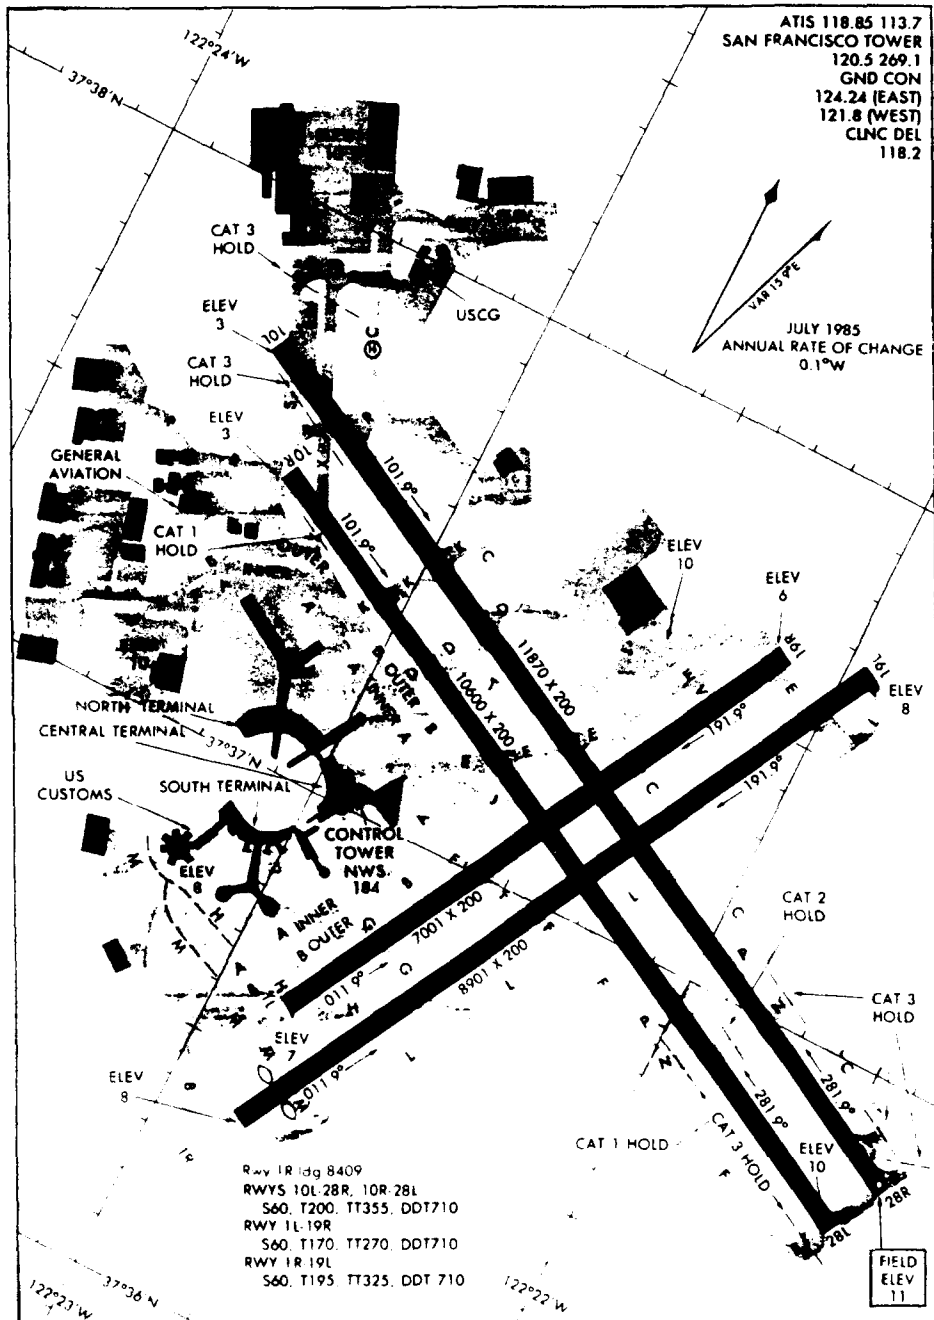 ATIS 118.85 113.7
SAN FRANCISCO TOWER
120.5 269.1
GND CON
124.24 (EAST)
121.8 (WEST)
CLNC DEL
118.2
122°24'W
37°38'N
VAR 15.9°E
JULY 1985
ANNUAL RATE OF CHANGE
0.1°W
CAT 3
HOLD
USCG
ELEV
3
10L
C
H
CAT 3
HOLD
ELEV
3
10R
GENERAL
AVIATION
CAT 1
HOLD
OUTER
INNER
101.9°
101.9°
K
C
ELEV
10
ELEV
6
19R
19L
ELEV
8
11870 X 200
10600 X 200
OUTER / B
INNER
A
191.9°
191.9°
NORTH TERMINAL
CENTRAL TERMINAL
37°37'N
US
CUSTOMS
SOUTH TERMINAL
CONTROL
TOWER
NWS.
184
ELEV
8
A INNER
B OUTER
7001 X 200
8901 X 200
011.9°
011.9°
ELEV
7
ELEV
8
1R
CAT 2
HOLD
CAT 3
HOLD
281.9°
281.9°
CAT 1 HOLD
CAT 3 HOLD
F
ELEV
10
28R
28L
FIELD
ELEV
11
Rwy 1R ldg 8409
RWYS 10L-28R, 10R-28L
S60, T200, TT355, DDT710
RWY 1L-19R
S60, T170, TT270, DDT710
RWY 1R-19L
S60, T195, TT325, DDT 710
122°23'W
37°36'N
122°22'W